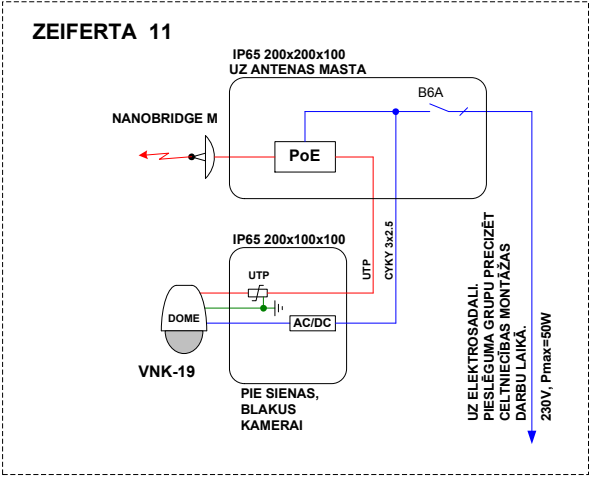 ZEIFERTA 11
IP65 200x200x100
UZ ANTENAS MASTA
B6A
NANOBRIDGE M
PoE
IP65 200x100x100
UTP
UTP
CYKY 3x2.5
DOME
AC/DC
VNK-19
PIE SIENAS,
BLAKUS
KAMERAI
UZ ELEKTROSADALI.
PIESLĒGUMA GRUPU PRECIZĒT
CELTNIECĪBAS MONTĀŽAS
DARBU LAIKĀ.
230V, Pmax=50W